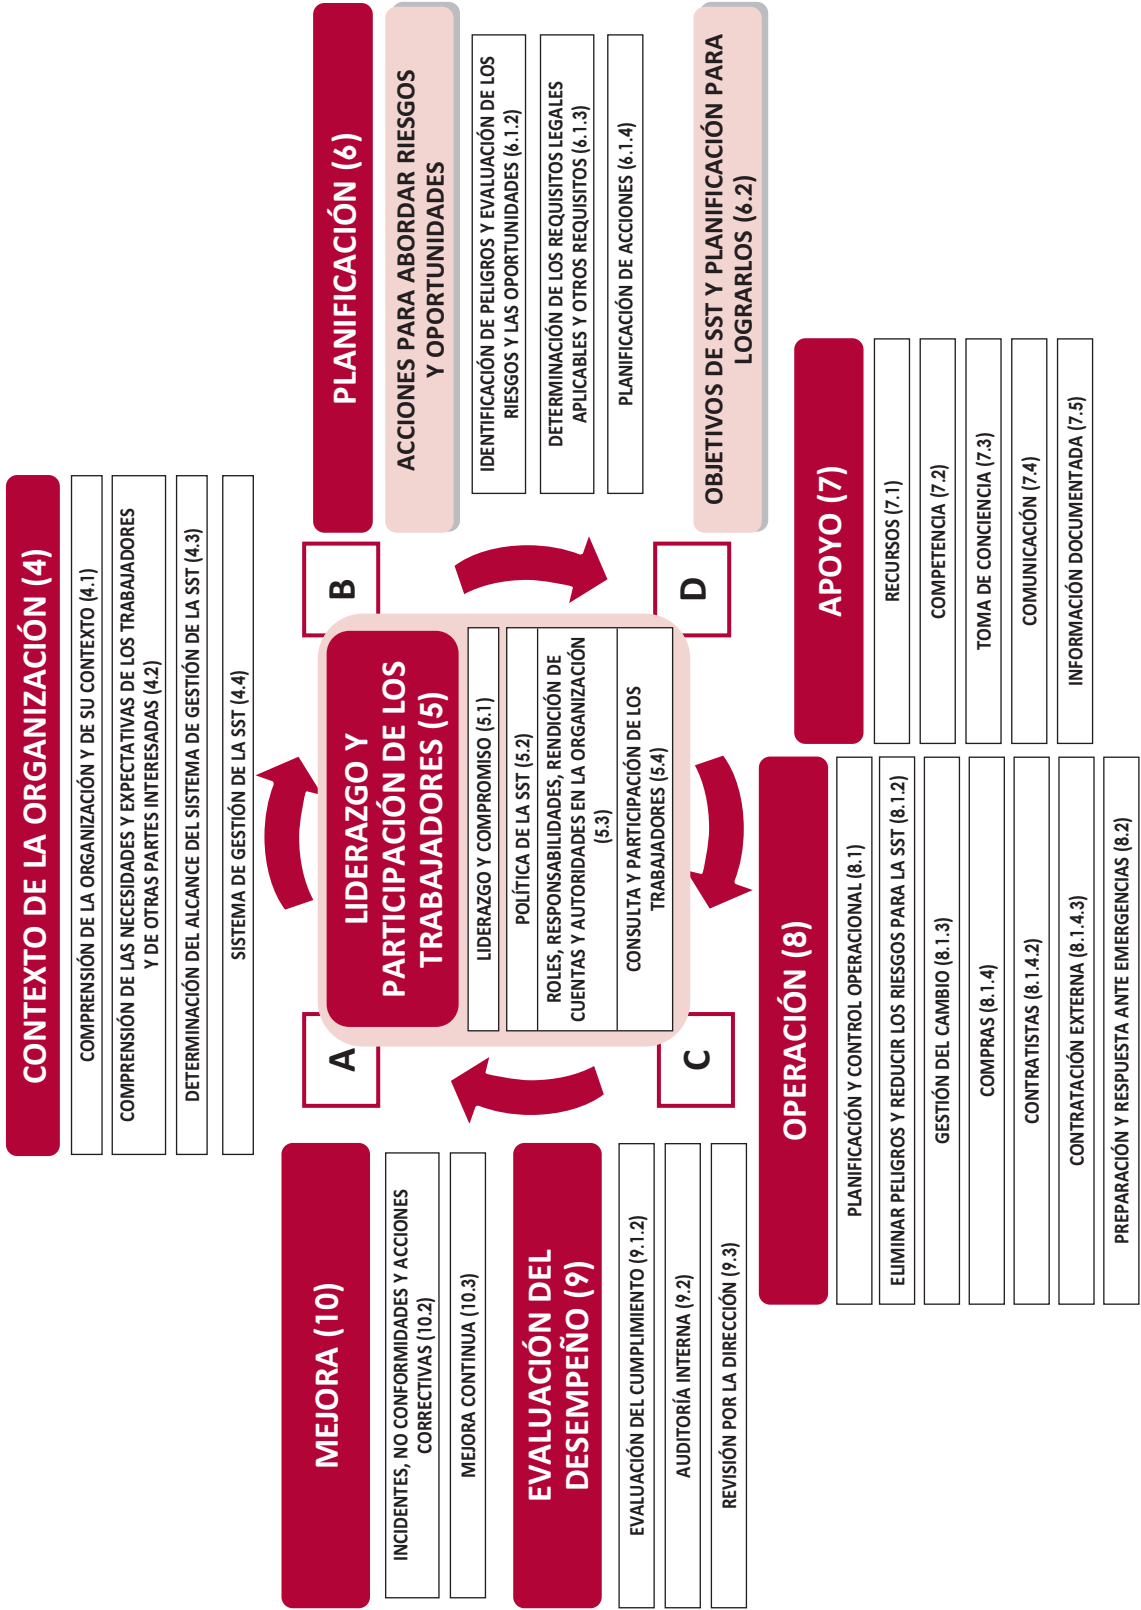 CONTEXTO DE LA ORGANIZACIÓN (4)
COMPRENSIÓN DE LA ORGANIZACIÓN Y DE SU CONTEXTO (4.1)
COMPRENSIÓN DE LAS NECESIDADES Y EXPECTATIVAS DE LOS TRABAJADORES
Y DE OTRAS PARTES INTERESADAS (4.2)
DETERMINACIÓN DEL ALCANCE DEL SISTEMA DE GESTIÓN DE LA SST (4.3)
SISTEMA DE GESTIÓN DE LA SST (4.4)
MEJORA (10)
INCIDENTES, NO CONFORMIDADES Y ACCIONES
CORRECTIVAS (10.2)
MEJORA CONTINUA (10.3)
EVALUACIÓN DEL
DESEMPEÑO (9)
EVALUACIÓN DEL CUMPLIMIENTO (9.1.2)
AUDITORÍA INTERNA (9.2)
REVISIÓN POR LA DIRECCIÓN (9.3)
A
B
LIDERAZGO Y
PARTICIPACIÓN DE LOS
TRABAJADORES (5)
LIDERAZGO Y COMPROMISO (5.1)
POLÍTICA DE LA SST (5.2)
ROLES, RESPONSABILIDADES, RENDICIÓN DE
CUENTAS Y AUTORIDADES EN LA ORGANIZACIÓN
(5.3)
CONSULTA Y PARTICIPACIÓN DE LOS
TRABAJADORES (5.4)
C
D
PLANIFICACIÓN (6)
ACCIONES PARA ABORDAR RIESGOS
Y OPORTUNIDADES
IDENTIFICACIÓN DE PELIGROS Y EVALUACIÓN DE LOS
RIESGOS Y LAS OPORTUNIDADES (6.1.2)
DETERMINACIÓN DE LOS REQUISITOS LEGALES
APLICABLES Y OTROS REQUISITOS (6.1.3)
PLANIFICACIÓN DE ACCIONES (6.1.4)
OBJETIVOS DE SST Y PLANIFICACIÓN PARA
LOGRARLOS (6.2)
OPERACIÓN (8)
PLANIFICACIÓN Y CONTROL OPERACIONAL (8.1)
ELIMINAR PELIGROS Y REDUCIR LOS RIESGOS PARA LA SST (8.1.2)
GESTIÓN DEL CAMBIO (8.1.3)
COMPRAS (8.1.4)
CONTRATISTAS (8.1.4.2)
CONTRATACIÓN EXTERNA (8.1.4.3)
PREPARACIÓN Y RESPUESTA ANTE EMERGENCIAS (8.2)
APOYO (7)
RECURSOS (7.1)
COMPETENCIA (7.2)
TOMA DE CONCIENCIA (7.3)
COMUNICACIÓN (7.4)
INFORMACIÓN DOCUMENTADA (7.5)